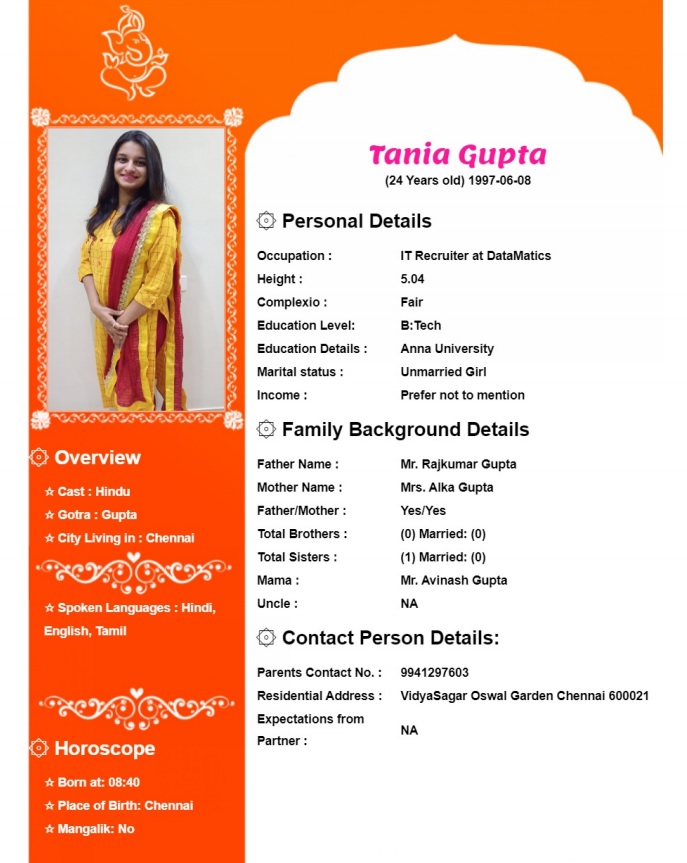 Tania Gupta
(24 Years old) 1997-06-08
Personal Details
Occupation : IT Recruiter at DataMatics
Height : 5.04
Complexio : Fair
Education Level: B:Tech
Education Details : Anna University
Marital status : Unmarried Girl
Income : Prefer not to mention
Family Background Details
Father Name : Mr. Rajkumar Gupta
Mother Name : Mrs. Alka Gupta
Father/Mother : Yes/Yes
Total Brothers : (0) Married: (0)
Total Sisters : (1) Married: (0)
Mama : Mr. Avinash Gupta
Uncle : NA
Contact Person Details:
Parents Contact No. : 9941297603
Residential Address : VidyaSagar Oswal Garden Chennai 600021
Expectations from
Partner : NA
Overview
☆ Cast : Hindu
☆ Gotra : Gupta
☆ City Living in : Chennai
☆ Spoken Languages : Hindi,
English, Tamil
Horoscope
☆ Born at: 08:40
☆ Place of Birth: Chennai
☆ Mangalik: No